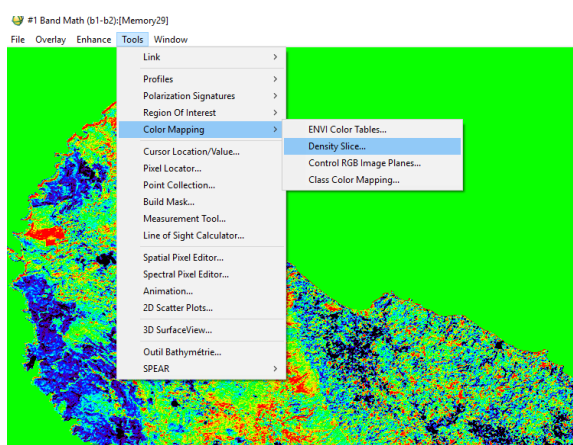 #1 Band Math (b1-b2):[Memory29]
File Overlay Enhance Tools Window
Link
Profiles
Polarization Signatures
Region Of Interest
Color Mapping
Cursor Location/Value...
Pixel Locator...
Point Collection...
Build Mask...
Measurement Tool...
Line of Sight Calculator...
Spatial Pixel Editor...
Spectral Pixel Editor...
Animation...
2D Scatter Plots...
3D SurfaceView...
Outil Bathymétrie...
SPEAR
ENVI Color Tables...
Density Slice...
Control RGB Image Planes...
Class Color Mapping...